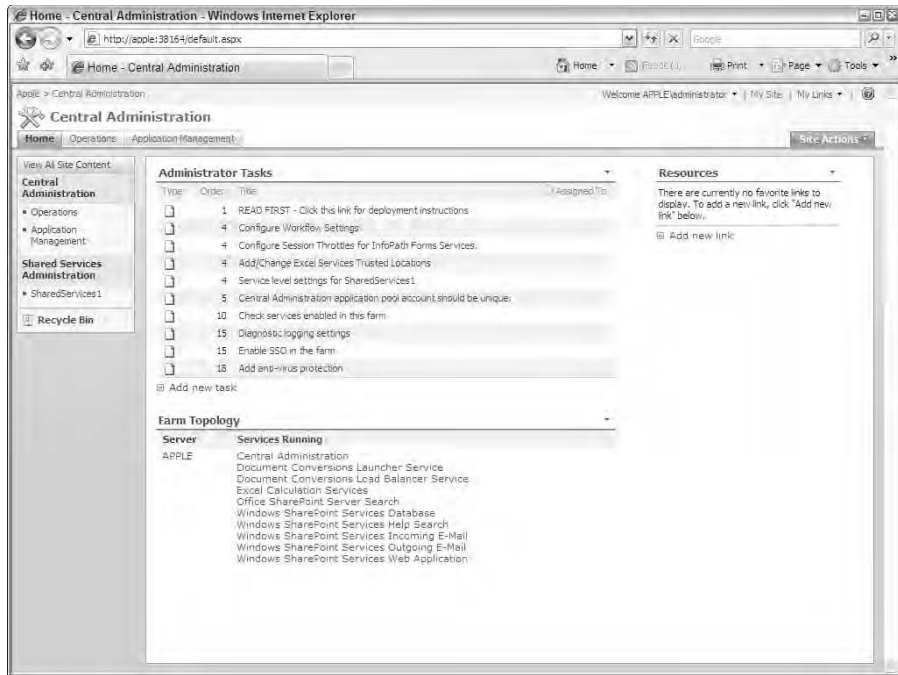 Home - Central Administration - Windows Internet Explorer
http://apple:38164/default.aspx
Google
Home - Central Administration
Home
Print
Page
Tools
Apple > Central Administration
Welcome APPLE\administrator
My Site
My Links
Central Administration
Home
Operations
Application Management
Site Actions
View All Site Content
Central
Administration
Operations
Application
Management
Shared Services
Administration
SharedServices1
Recycle Bin
Administrator Tasks
Type Order Title Assigned To
1 READ FIRST - Click this link for deployment instructions
4 Configure Workflow Settings
4 Configure Session Throttles for InfoPath Forms Services.
4 Add/Change Excel Services Trusted Locations
4 Service level settings for SharedServices1
5 Central Administration application pool account should be unique.
10 Check services enabled in this farm
15 Diagnostic logging settings
15 Enable SSO in the farm
18 Add anti-virus protection
Add new task
Farm Topology
Server Services Running
APPLE Central Administration
Document Conversions Launcher Service
Document Conversions Load Balancer Service
Excel Calculation Services
Office SharePoint Server Search
Windows SharePoint Services Database
Windows SharePoint Services Help Search
Windows SharePoint Services Incoming E-Mail
Windows SharePoint Services Outgoing E-Mail
Windows SharePoint Services Web Application
Resources
There are currently no favorite links to
display. To add a new link, click "Add new
link" below.
Add new link